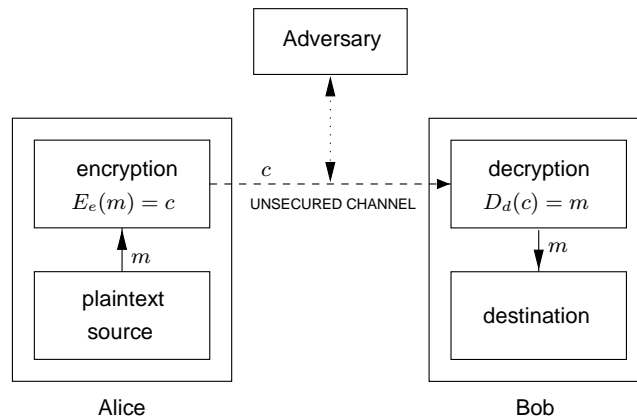 Adversary
encryption
E_e(m) = c
m
plaintext
source
Alice
c
UNSECURED CHANNEL
decryption
D_d(c) = m
m
destination
Bob